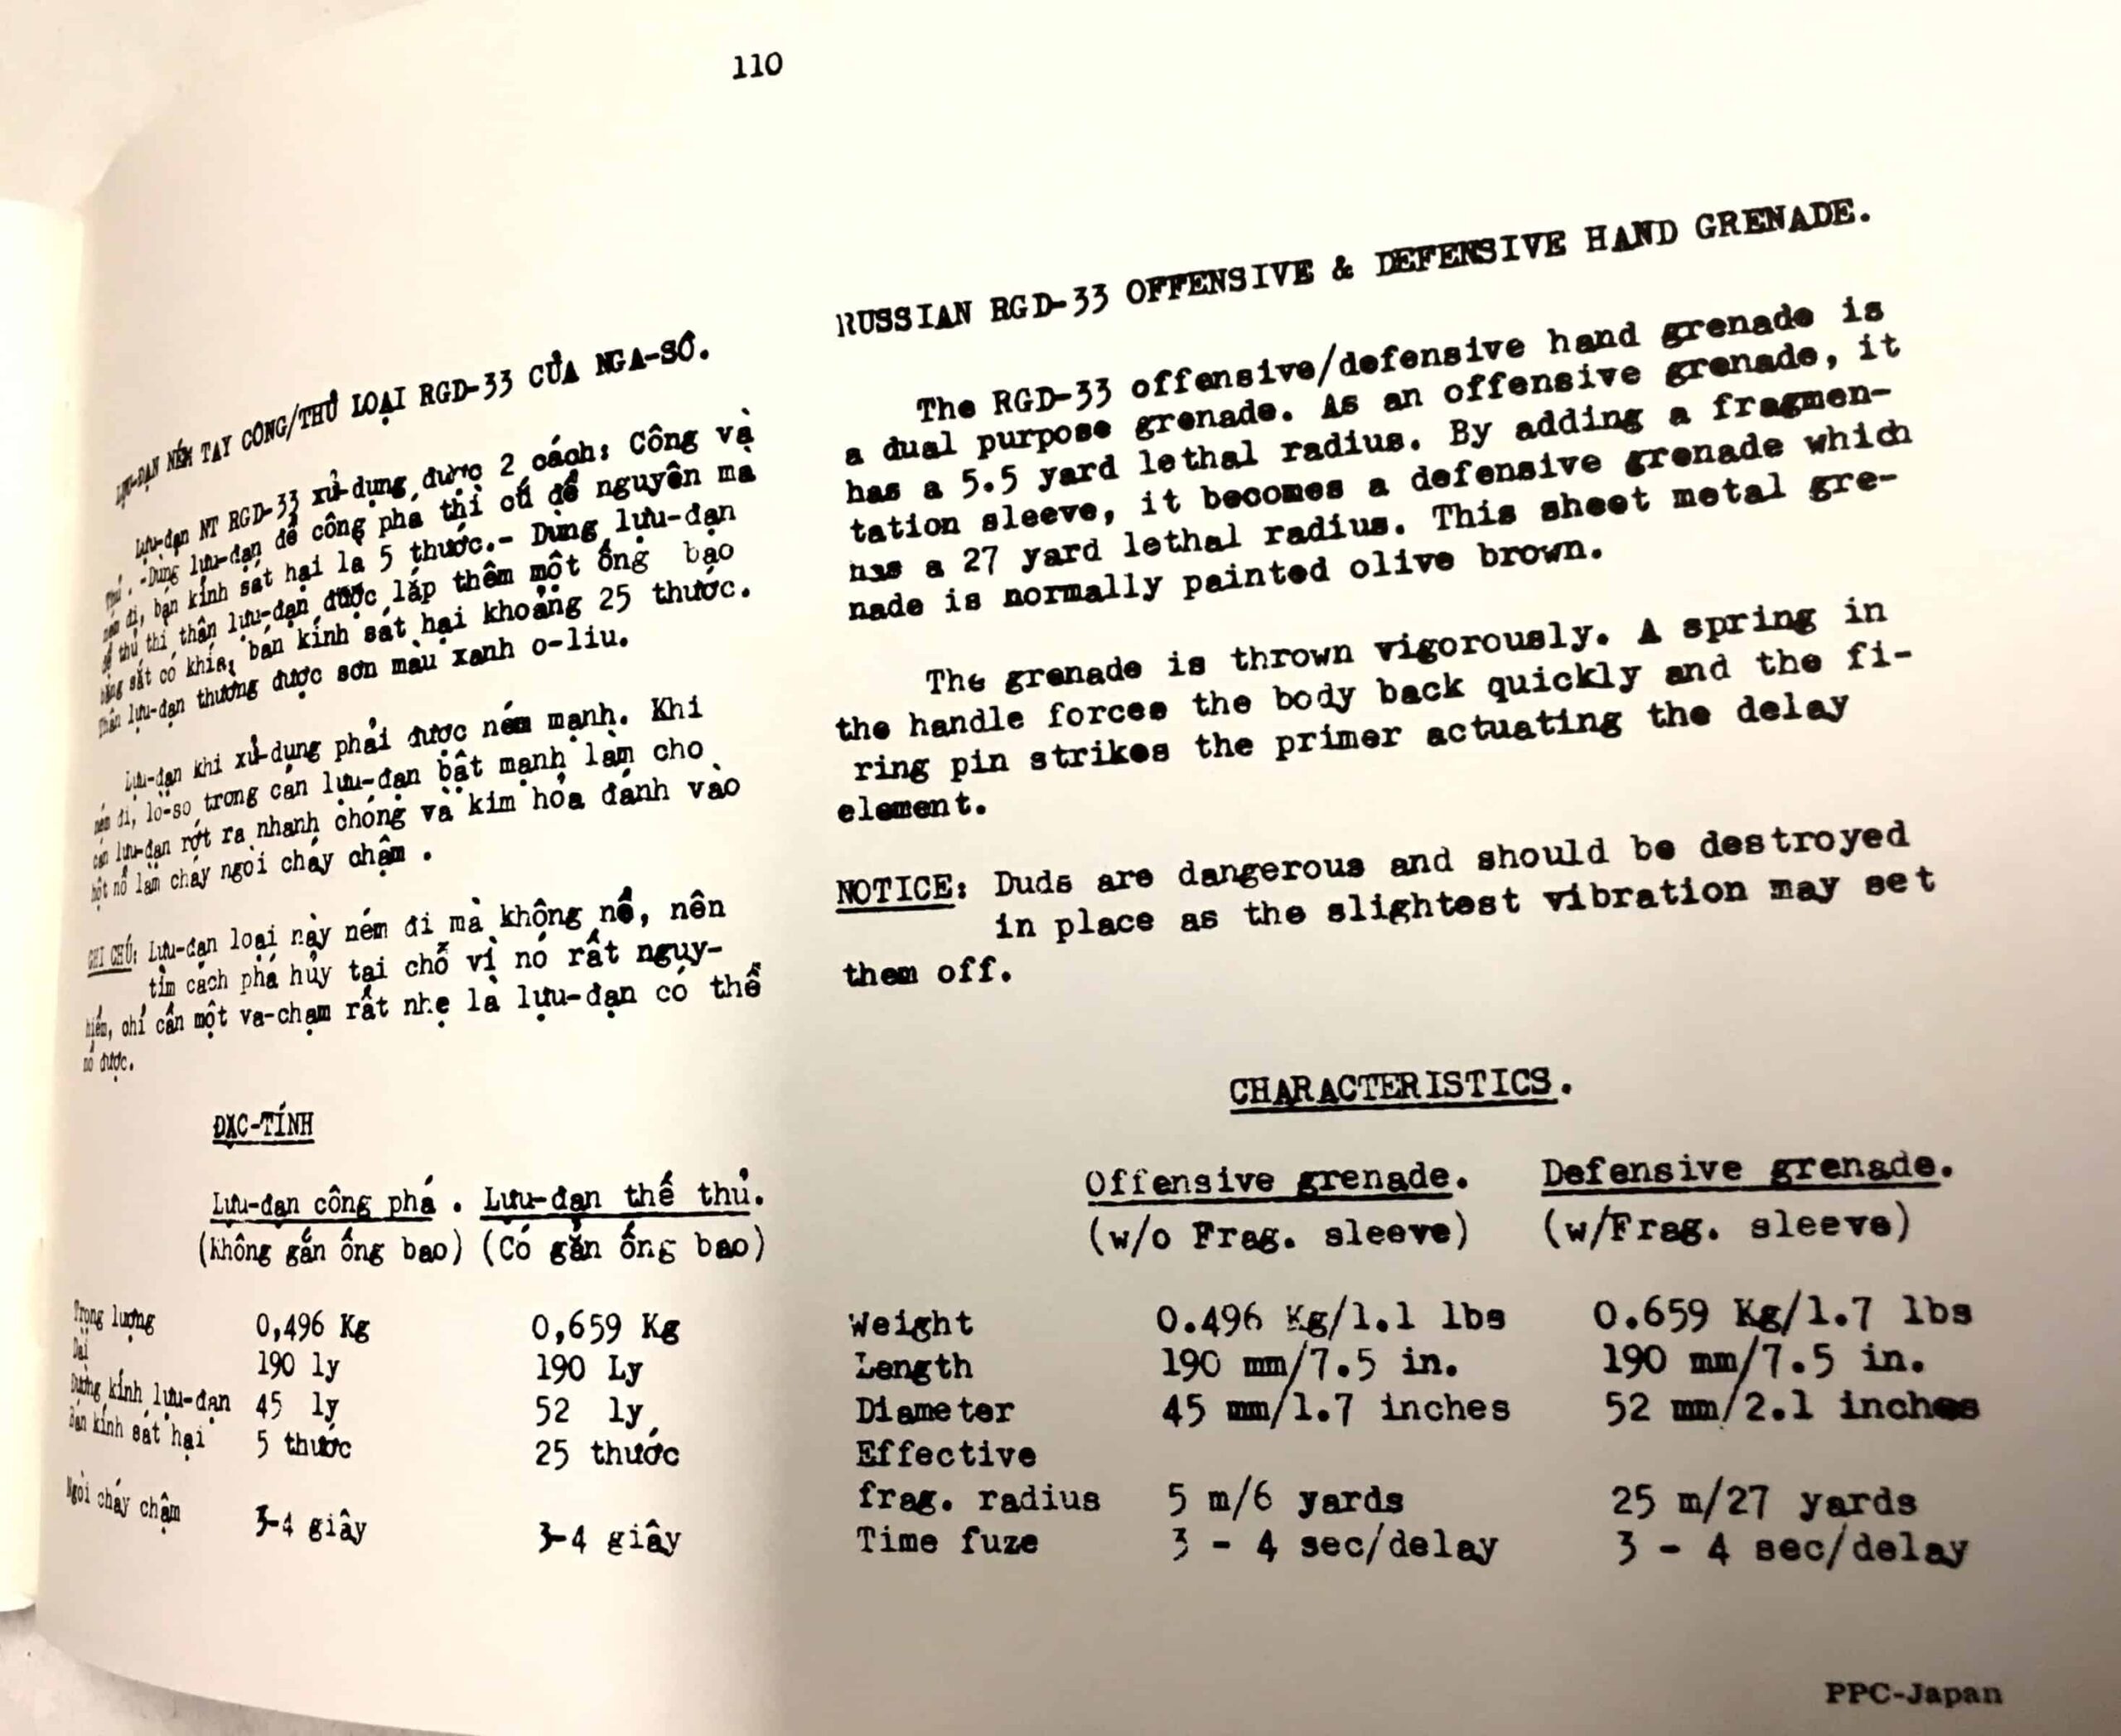 110
LỰU-ĐẠN NÉM TAY CÔNG/THỦ LOẠI RGD-33 CỦA NGA-SÔ.
Lựu-đạn NT RGD-33 xử-dụng được 2 cách: Công và
thủ. -Dùng lựu-đạn để công phá thì cứ để nguyên mà
ném đi, bán kính sát hại là 5 thước.- Dùng lựu-đạn
để thủ thì thân lựu-đạn được lắp thêm một ống bao
bằng sắt có khía, bán kính sát hại khoảng 25 thước.
Thân lựu-đạn thường được sơn màu xanh o-liu.
Lựu-đạn khi xử-dụng phải được ném mạnh. Khi
ném đi, lò-so trong cán lựu-đạn bật mạnh làm cho
cán lựu-đạn rớt ra nhanh chóng và kim hỏa đánh vào
hột nổ làm cháy ngòi cháy chậm .
GHI CHÚ: Lựu-đạn loại này ném đi mà không nổ, nên
tìm cách phá hủy tại chỗ vì nó rất nguy-
hiểm, chỉ cần một va-chạm rất nhẹ là lựu-đạn có thể
nổ được.
ĐẶC-TÍNH
Lựu-đạn công phá . Lựu-đạn thế thủ.
(không gắn ống bao) (Có gắn ống bao)
Trọng lượng 0,496 Kg 0,659 Kg
Dài 190 ly 190 Ly
Đường kính lựu-đạn 45 ly 52 ly
Bán kính sát hại 5 thước 25 thước
Ngòi cháy chậm 3-4 giây 3-4 giây
RUSSIAN RGD-33 OFFENSIVE & DEFENSIVE HAND GRENADE.
The RGD-33 offensive/defensive hand grenade is
a dual purpose grenade. As an offensive grenade, it
has a 5.5 yard lethal radius. By adding a fragmen-
tation sleeve, it becomes a defensive grenade which
has a 27 yard lethal radius. This sheet metal gre-
nade is normally painted olive brown.
The grenade is thrown vigorously. A spring in
the handle forces the body back quickly and the fi-
ring pin strikes the primer actuating the delay
element.
NOTICE: Duds are dangerous and should be destroyed
in place as the slightest vibration may set
them off.
CHARACTERISTICS.
Offensive grenade. Defensive grenade.
(w/o Frag. sleeve) (w/Frag. sleeve)
Weight 0.496 Kg/1.1 lbs 0.659 Kg/1.7 lbs
Length 190 mm/7.5 in. 190 mm/7.5 in.
Diameter 45 mm/1.7 inches 52 mm/2.1 inches
Effective
frag. radius 5 m/6 yards 25 m/27 yards
Time fuze 3 - 4 sec/delay 3 - 4 sec/delay
PPC-Japan